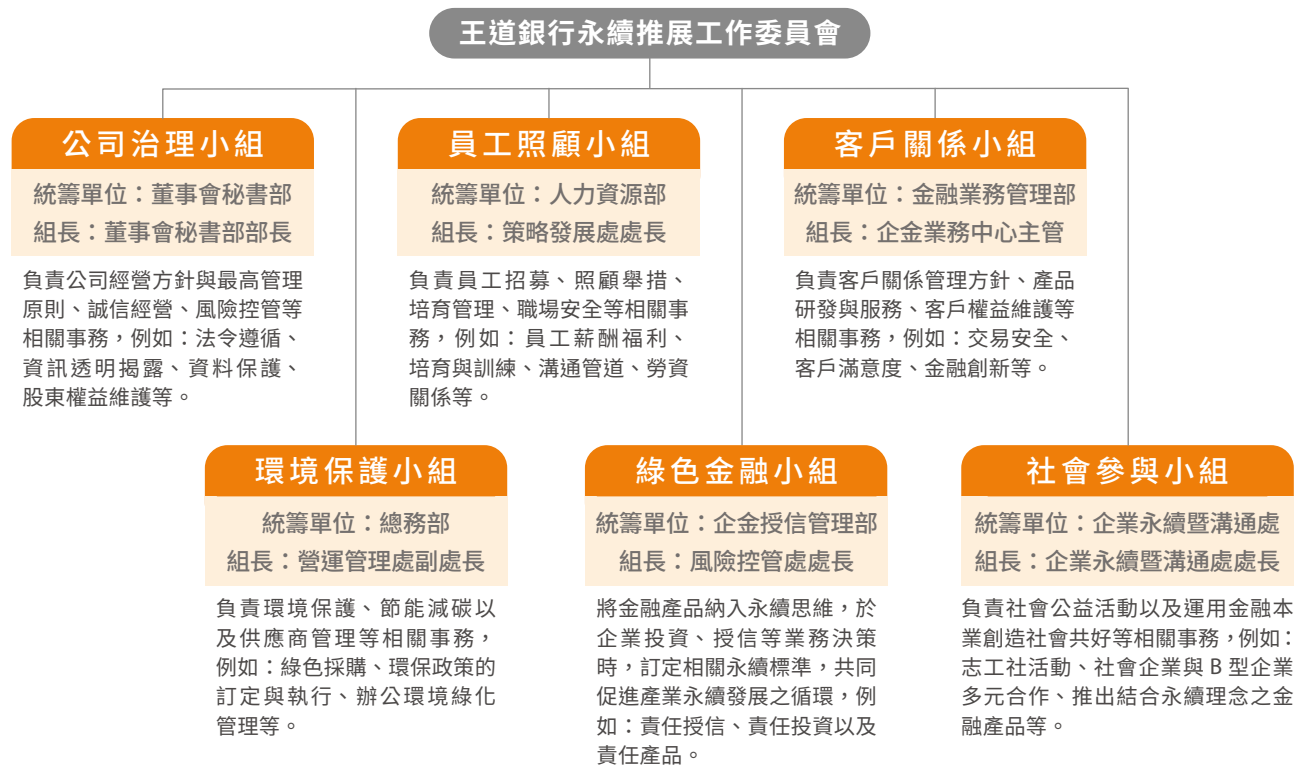 王道銀行永續推展工作委員會
公司治理小組
統籌單位：董事會秘書部
組長：董事會秘書部部長
負責公司經營方針與最高管理
原則、誠信經營、風險控管等
相關事務，例如：法令遵循、
資訊透明揭露、資料保護、
股東權益維護等。
員工照顧小組
統籌單位：人力資源部
組長：策略發展處處長
負責員工招募、照顧舉措、
培育管理、職場安全等相關事
務，例如：員工薪酬福利、
培育與訓練、溝通管道、勞資
關係等。
客戶關係小組
統籌單位：金融業務管理部
組長：企金業務中心主管
負責客戶關係管理方針、產品
研發與服務、客戶權益維護等
相關事務，例如：交易安全、
客戶滿意度、金融創新等。
環境保護小組
統籌單位：總務部
組長：營運管理處副處長
負責環境保護、節能減碳以
及供應商管理等相關事務，
例如：綠色採購、環保政策的
訂定與執行、辦公環境綠化
管理等。
綠色金融小組
統籌單位：企金授信管理部
組長：風險控管處處長
將金融產品納入永續思維，於
企業投資、授信等業務決策
時，訂定相關永續標準，共同
促進產業永續發展之循環，例
如：責任授信、責任投資以及
責任產品。
社會參與小組
統籌單位：企業永續暨溝通處
組長：企業永續暨溝通處處長
負責社會公益活動以及運用金融本
業創造社會共好等相關事務，例如：
志工社活動、社會企業與 B 型企業
多元合作、推出結合永續理念之金
融產品等。